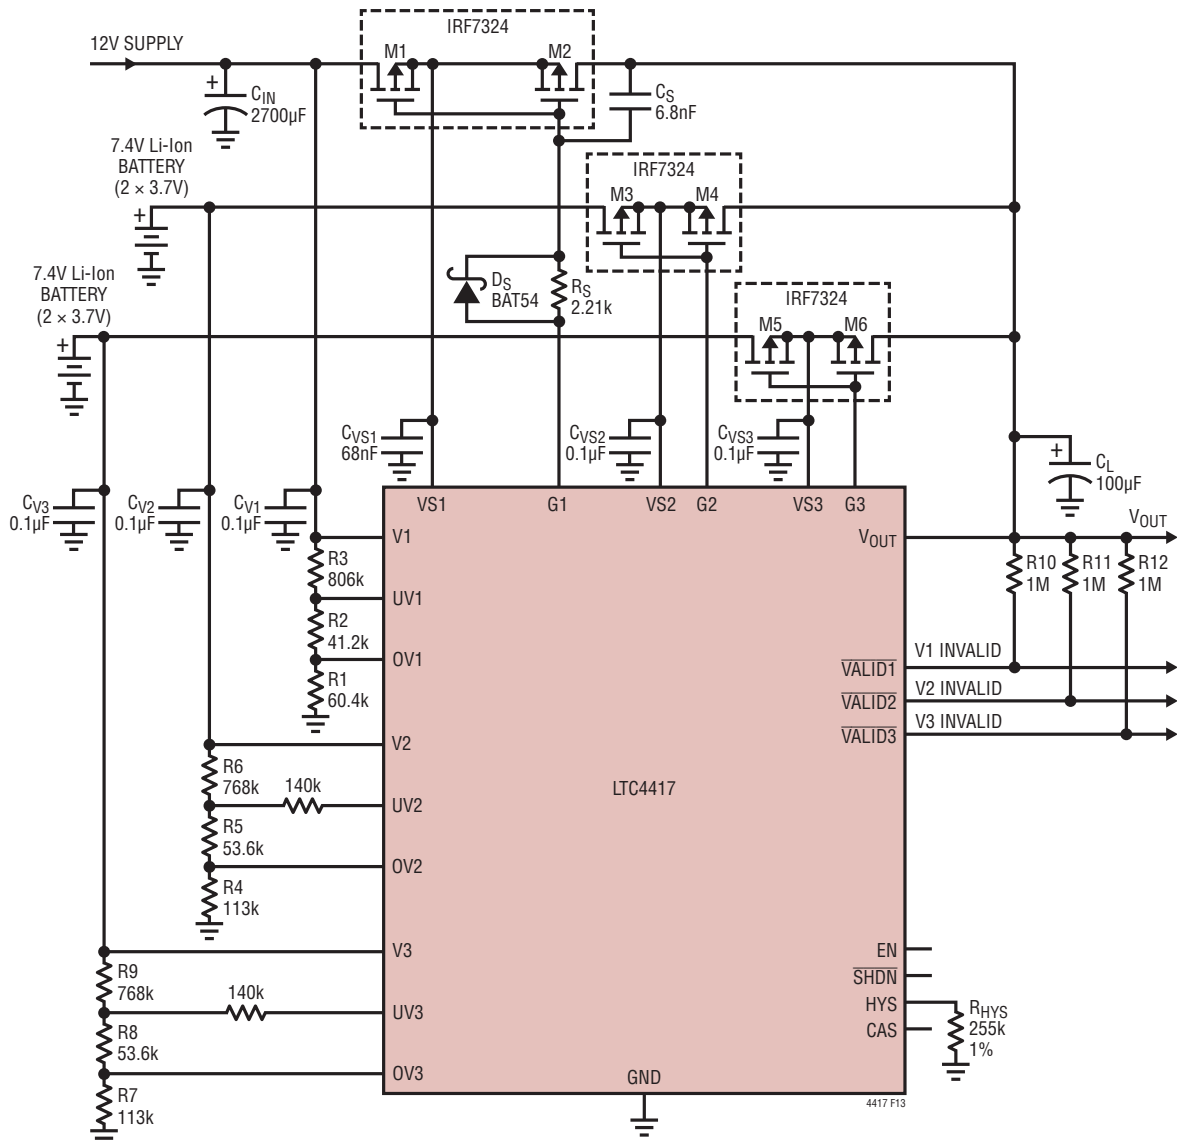 IRF7324
12V SUPPLY
M1
M2
+
CIN
2700µF
CS
6.8nF
7.4V Li-Ion
BATTERY
(2 × 3.7V)
+
IRF7324
M3
M4
7.4V Li-Ion
BATTERY
(2 × 3.7V)
+
DS
BAT54
RS
2.21k
IRF7324
M5
M6
CVS1
68nF
CVS2
0.1µF
CVS3
0.1µF
+
CL
100µF
CV3
0.1µF
CV2
0.1µF
CV1
0.1µF
VS1
G1
VS2
G2
VS3
G3
V1
VOUT
VOUT
R3
806k
R10
1M
R11
1M
R12
1M
UV1
R2
41.2k
OV1
R1
60.4k
VALID1
V1 INVALID
VALID2
V2 INVALID
VALID3
V3 INVALID
V2
R6
768k
140k
UV2
LTC4417
R5
53.6k
OV2
R4
113k
V3
EN
R9
768k
140k
UV3
SHDN
HYS
RHYS
255k
1%
CAS
R8
53.6k
OV3
R7
113k
GND
4417 F13